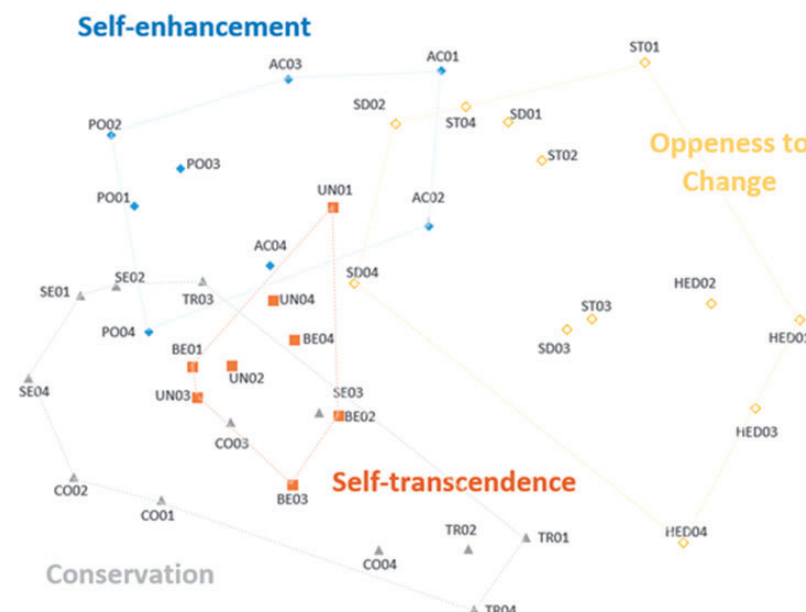 Self-enhancement
ST01
AC01
AC03
SD02
ST04
SD01
PO02
Oppeness to
Change
ST02
PO03
UN01
PO01
AC02
AC04
SE02
SD04
HED02
SE01
TR03
UN04
ST03
PO04
BE04
SD03
HED01
BE01
UN02
SE04
UN03
SE03
BE02
CO03
HED03
Self-transcendence
CO02
BE03
CO01
TR02
TR01
HED04
CO04
Conservation
TR04